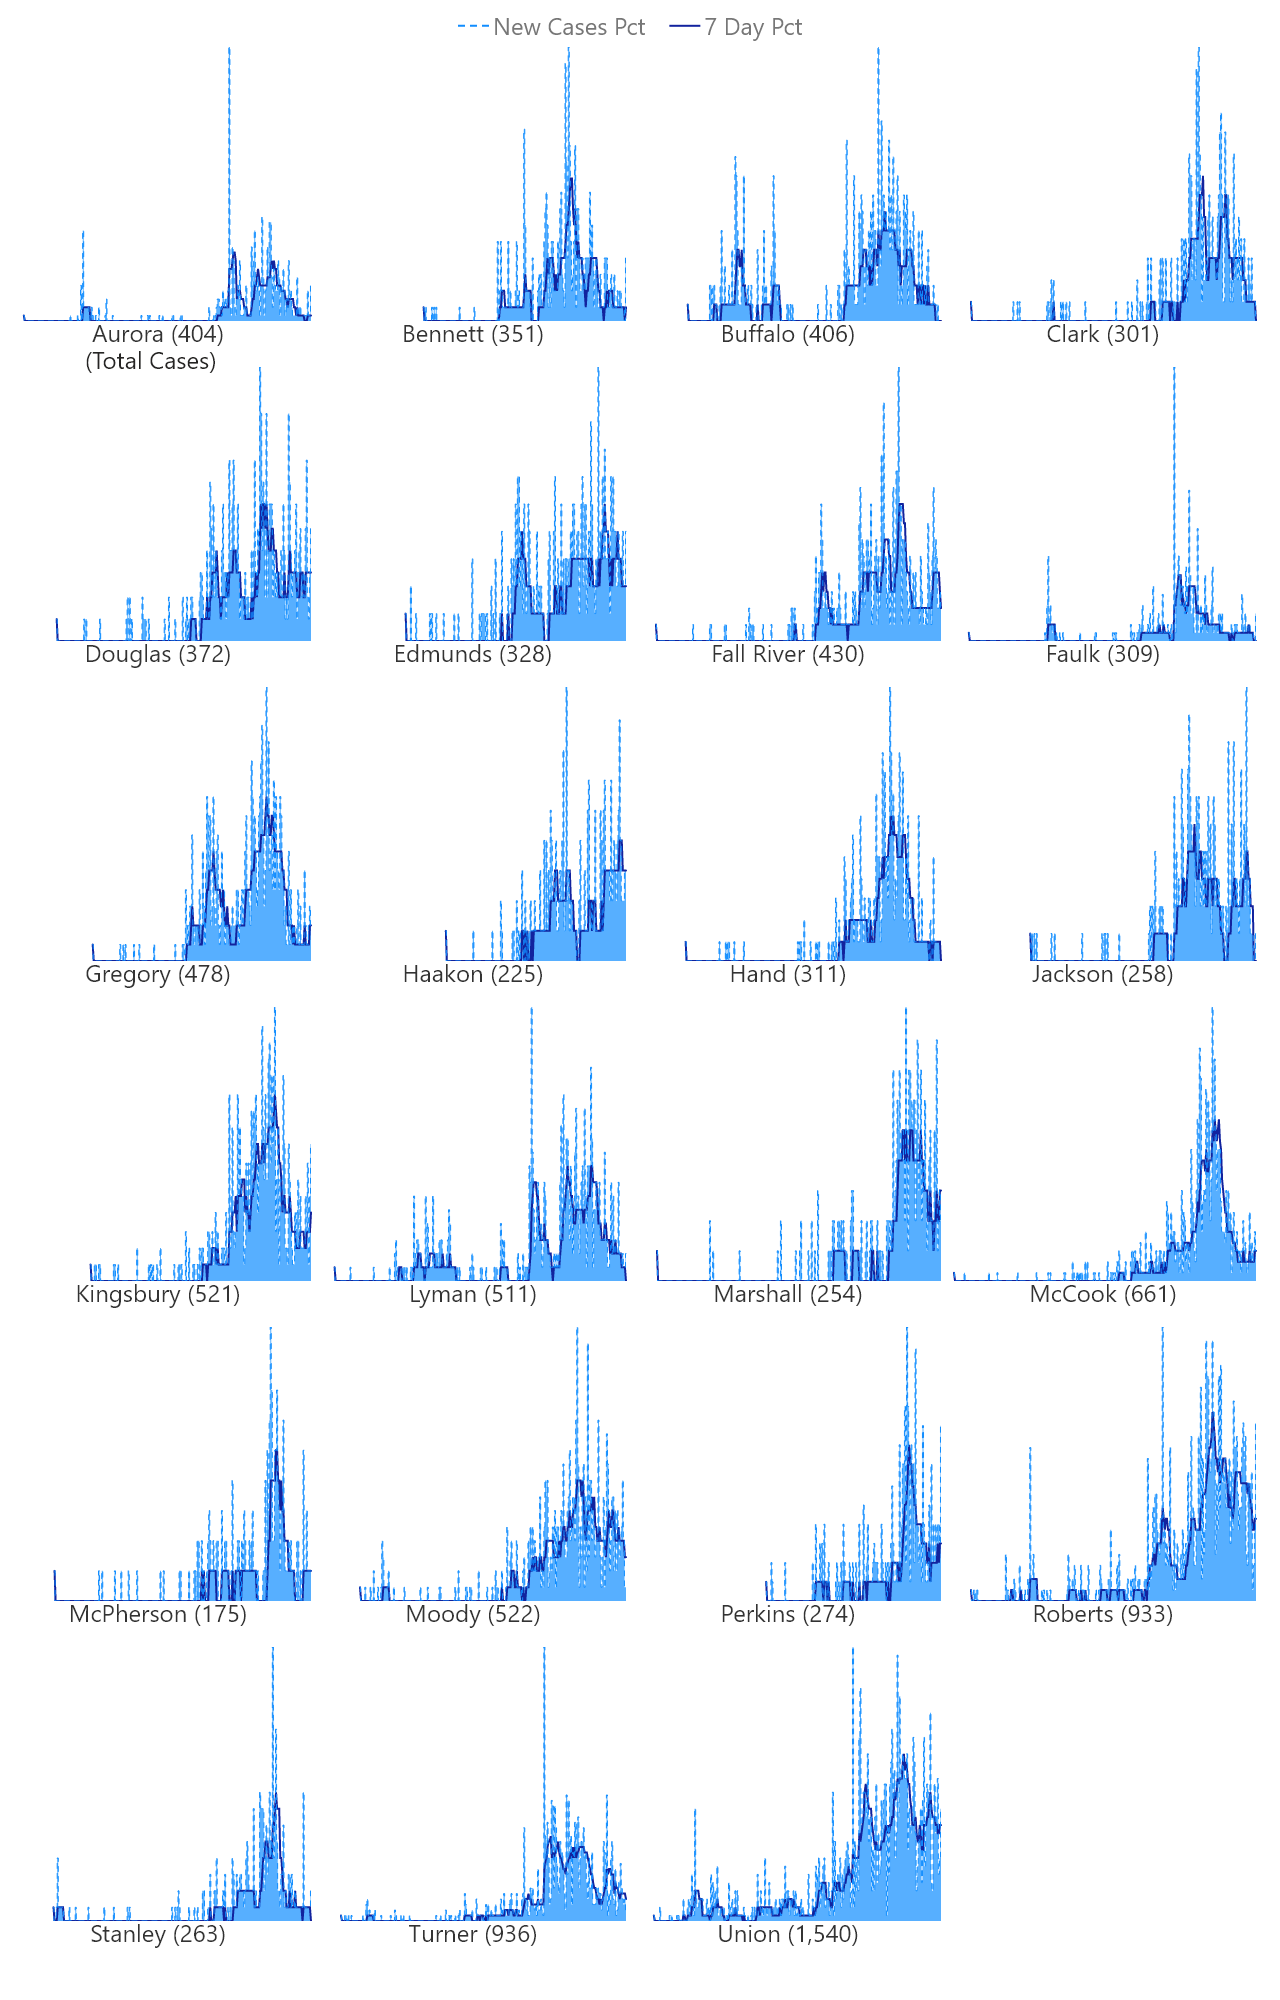 New Cases Pct 7 Day Pct
Aurora (404) Bennett (351) Buffalo (406) Clark (301)
(Total Cases)
Douglas (372) Edmunds (328) Fall River (430) Faulk (309)
Gregory (478) Haakon (225) Hand (311) Jackson (258)
Kingsbury (521) Lyman (511) Marshall (254) McCook (661)
McPherson (175) Moody (522) Perkins (274) Roberts (933)
Stanley (263) Turner (936) Union (1,540)